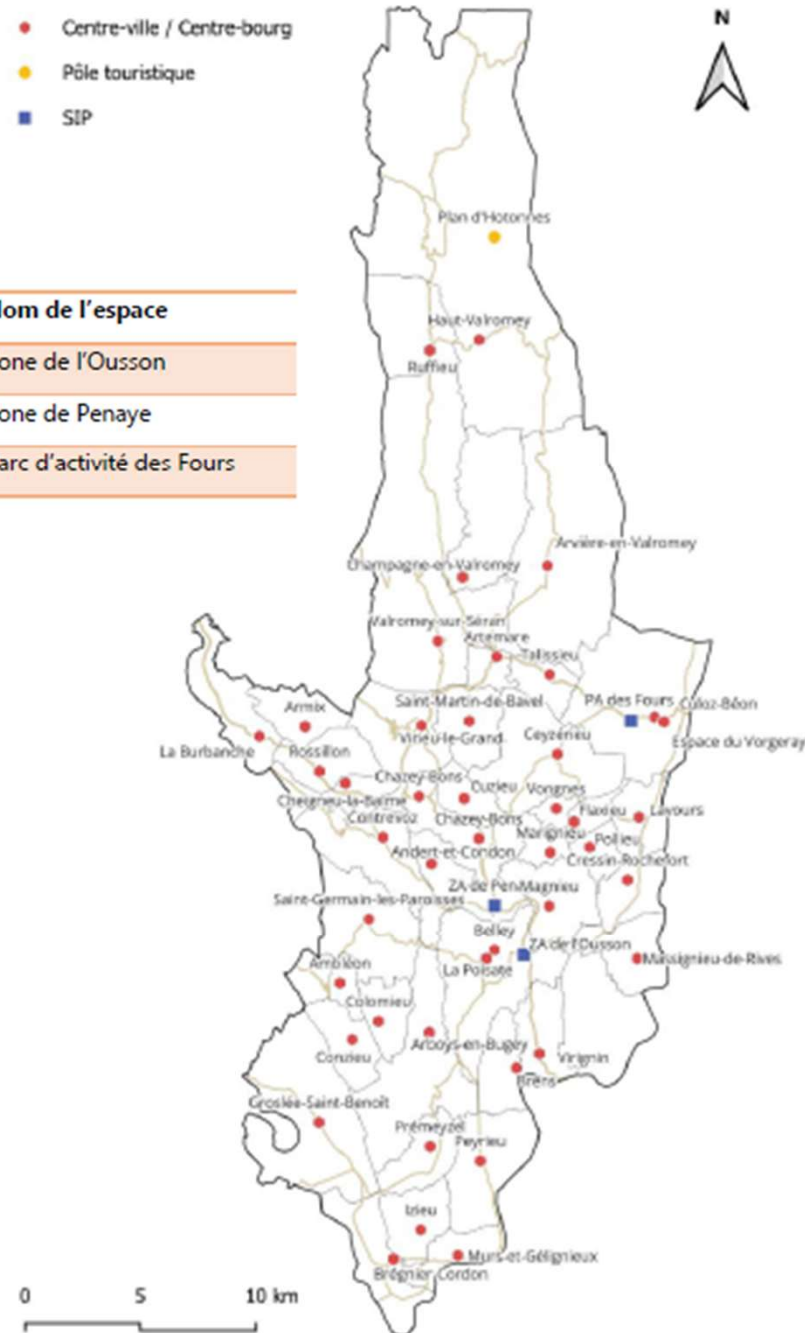 Centre-ville / Centre-bourg
Pôle touristique
SIP
N
Plan d'Hotonnes
Nom de l'espace
Haut-Valromey
Zone de l'Ousson
Ruffieu
Zone de Penaye
Parc d'activité des Fours
Arvière-en-Valromey
Champagne-en-Valromey
Valromey-sur-Séran
Artemare
Talissieu
Saint-Martin-de-Bavel
PA des Fours
Culoz-Béon
Armix
Virieu-le-Grand
Ceyzérieu
Espace du Vorgeray
La Burbanche
Rossillon
Chazey-Bons
Cuzieu
Vongnes
Cheignieu-la-Balme
Flaxieu
Lavours
Contrevoz
Chazey-Bons
Marignieu
Pollieu
Andert-et-Condon
Cressin-Rochefort
ZA de Pen
Magnieu
Saint-Germain-les-Paroisses
Belley
ZA de l'Ousson
Ambléon
La Poisate
Massignieu-de-Rives
Colomieu
Conzieu
Arboys-en-Bugey
Virignin
Brens
Groslée-Saint-Benoît
Prémeyzel
Peyrieu
Izieu
Murs-et-Gélignieux
Brégnier-Cordon
0 5 10 km